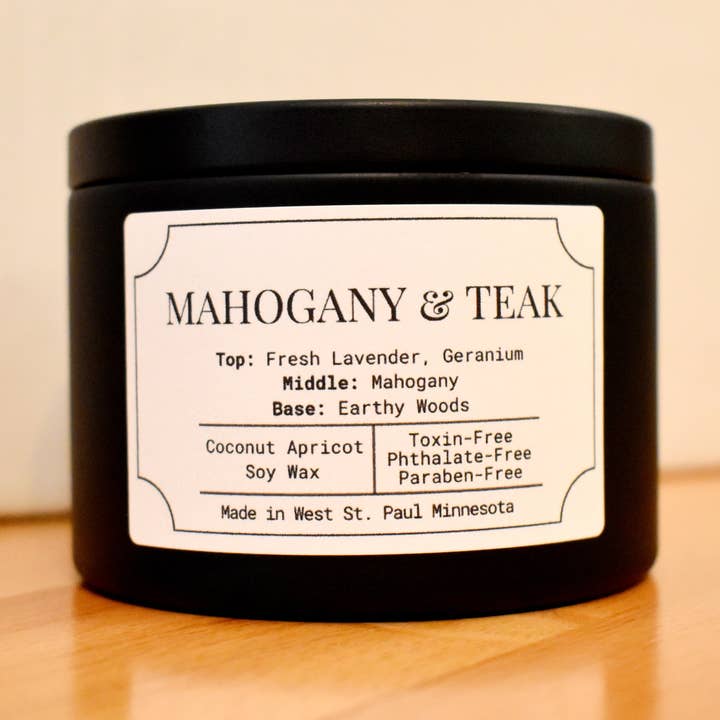 MAHOGANY & TEAK
Top: Fresh Lavender, Geranium
Middle: Mahogany
Base: Earthy Woods
Coconut Apricot
Soy Wax
Toxin-Free
Phthalate-Free
Paraben-Free
Made in West St. Paul Minnesota